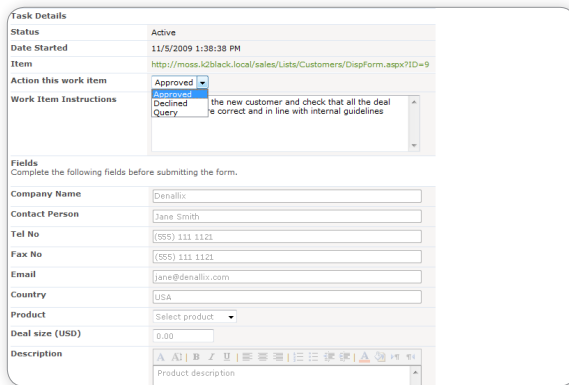 Task Details
Status Active
Date Started 11/5/2009 1:38:38 PM
Item http://moss.k2black.local/sales/Lists/Customers/DispForm.aspx?ID=9
Action this work item Approved
Approved
Declined
Query
Work Item Instructions the new customer and check that all the deal
re correct and in line with internal guidelines
Fields
Complete the following fields before submitting the form.
Company Name Denallix
Contact Person Jane Smith
Tel No (555) 111 1121
Fax No (555) 111 1121
Email jane@denallix.com
Country USA
Product Select product
Deal size (USD) 0.00
Description A A B I U A
Product description